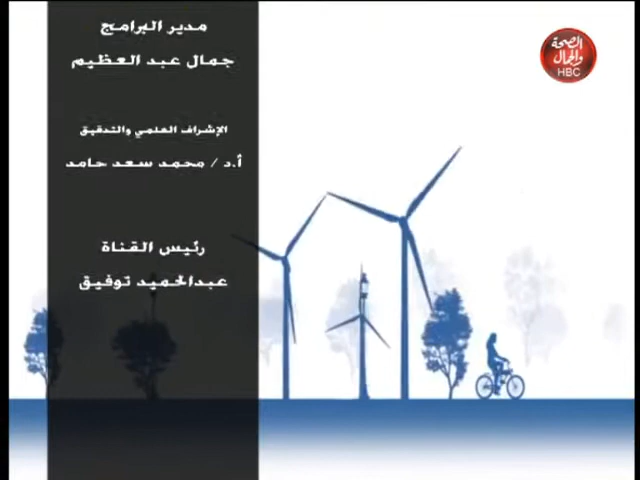 مدير البرامج
جمال عبد العظيم
الإشراف العلمي والتدقيق
أ.د / محمد سعد حامد
رئيس القناة
عبدالحميد توفيق
الصحة
والجمال
HBC